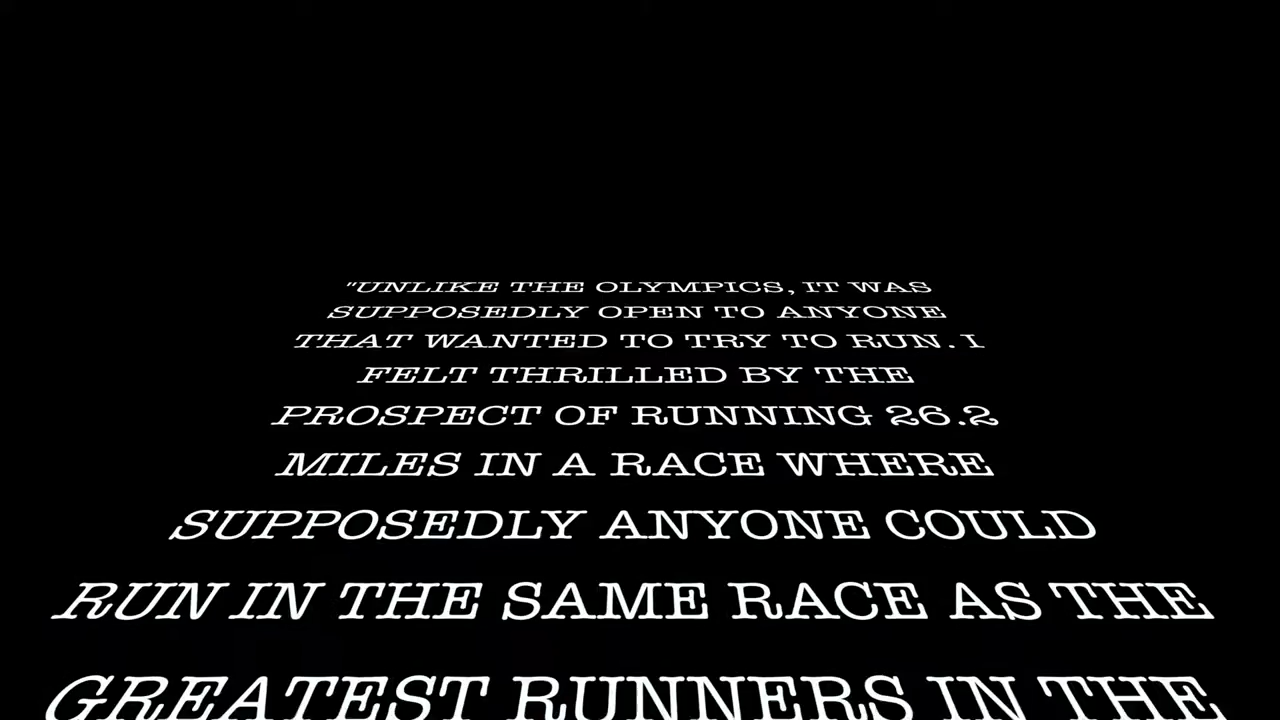 "UNLIKE THE OLYMPICS, IT WAS
SUPPOSEDLY OPEN TO ANYONE
THAT WANTED TO TRY TO RUN. I
FELT THRILLED BY THE
PROSPECT OF RUNNING 26.2
MILES IN A RACE WHERE
SUPPOSEDLY ANYONE COULD
RUN IN THE SAME RACE AS THE
GREATEST RUNNERS IN THE